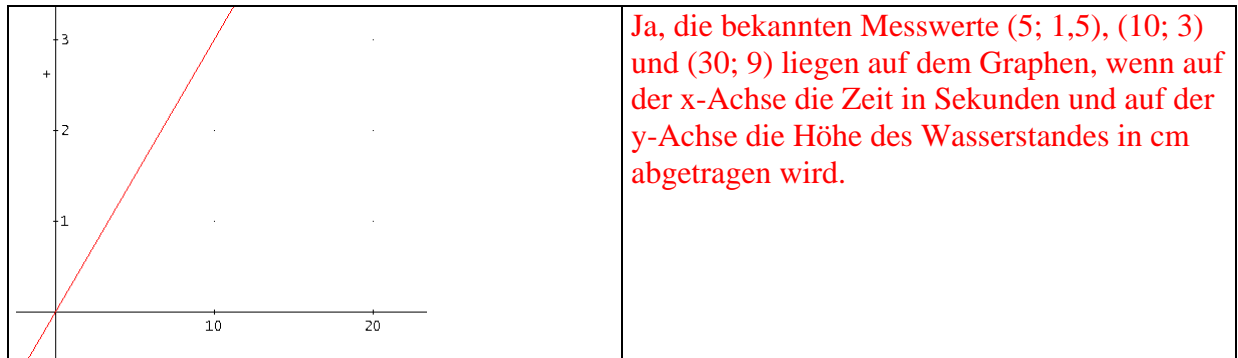 3
2
1
10
20
Ja, die bekannten Messwerte (5; 1,5), (10; 3)
und (30; 9) liegen auf dem Graphen, wenn auf
der x-Achse die Zeit in Sekunden und auf der
y-Achse die Höhe des Wasserstandes in cm
abgetragen wird.